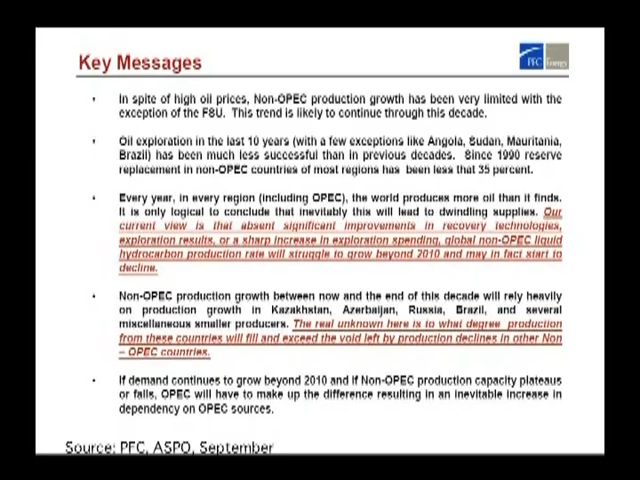 Key Messages
PFC Energy
• In spite of high oil prices, Non-OPEC production growth has been very limited with the
exception of the FSU. This trend is likely to continue through this decade.
• Oil exploration in the last 10 years (with a few exceptions like Angola, Sudan, Mauritania,
Brazil) has been much less successful than in previous decades. Since 1990 reserve
replacement in non-OPEC countries of most regions has been less that 35 percent.
• Every year, in every region (including OPEC), the world produces more oil than it finds.
It is only logical to conclude that inevitably this will lead to dwindling supplies. Our
current view is that absent significant improvements in recovery technologies,
exploration results, or a sharp increase in exploration spending, global non-OPEC liquid
hydrocarbon production rate will struggle to grow beyond 2010 and may in fact start to
decline.
• Non-OPEC production growth between now and the end of this decade will rely heavily
on production growth in Kazakhstan, Azerbaijan, Russia, Brazil, and several
miscellaneous smaller producers. The real unknown here is to what degree production
from these countries will fill and exceed the void left by production declines in other Non
– OPEC countries.
• If demand continues to grow beyond 2010 and if Non-OPEC production capacity plateaus
or falls, OPEC will have to make up the difference resulting in an inevitable increase in
dependency on OPEC sources.
Source: PFC, ASPO, September